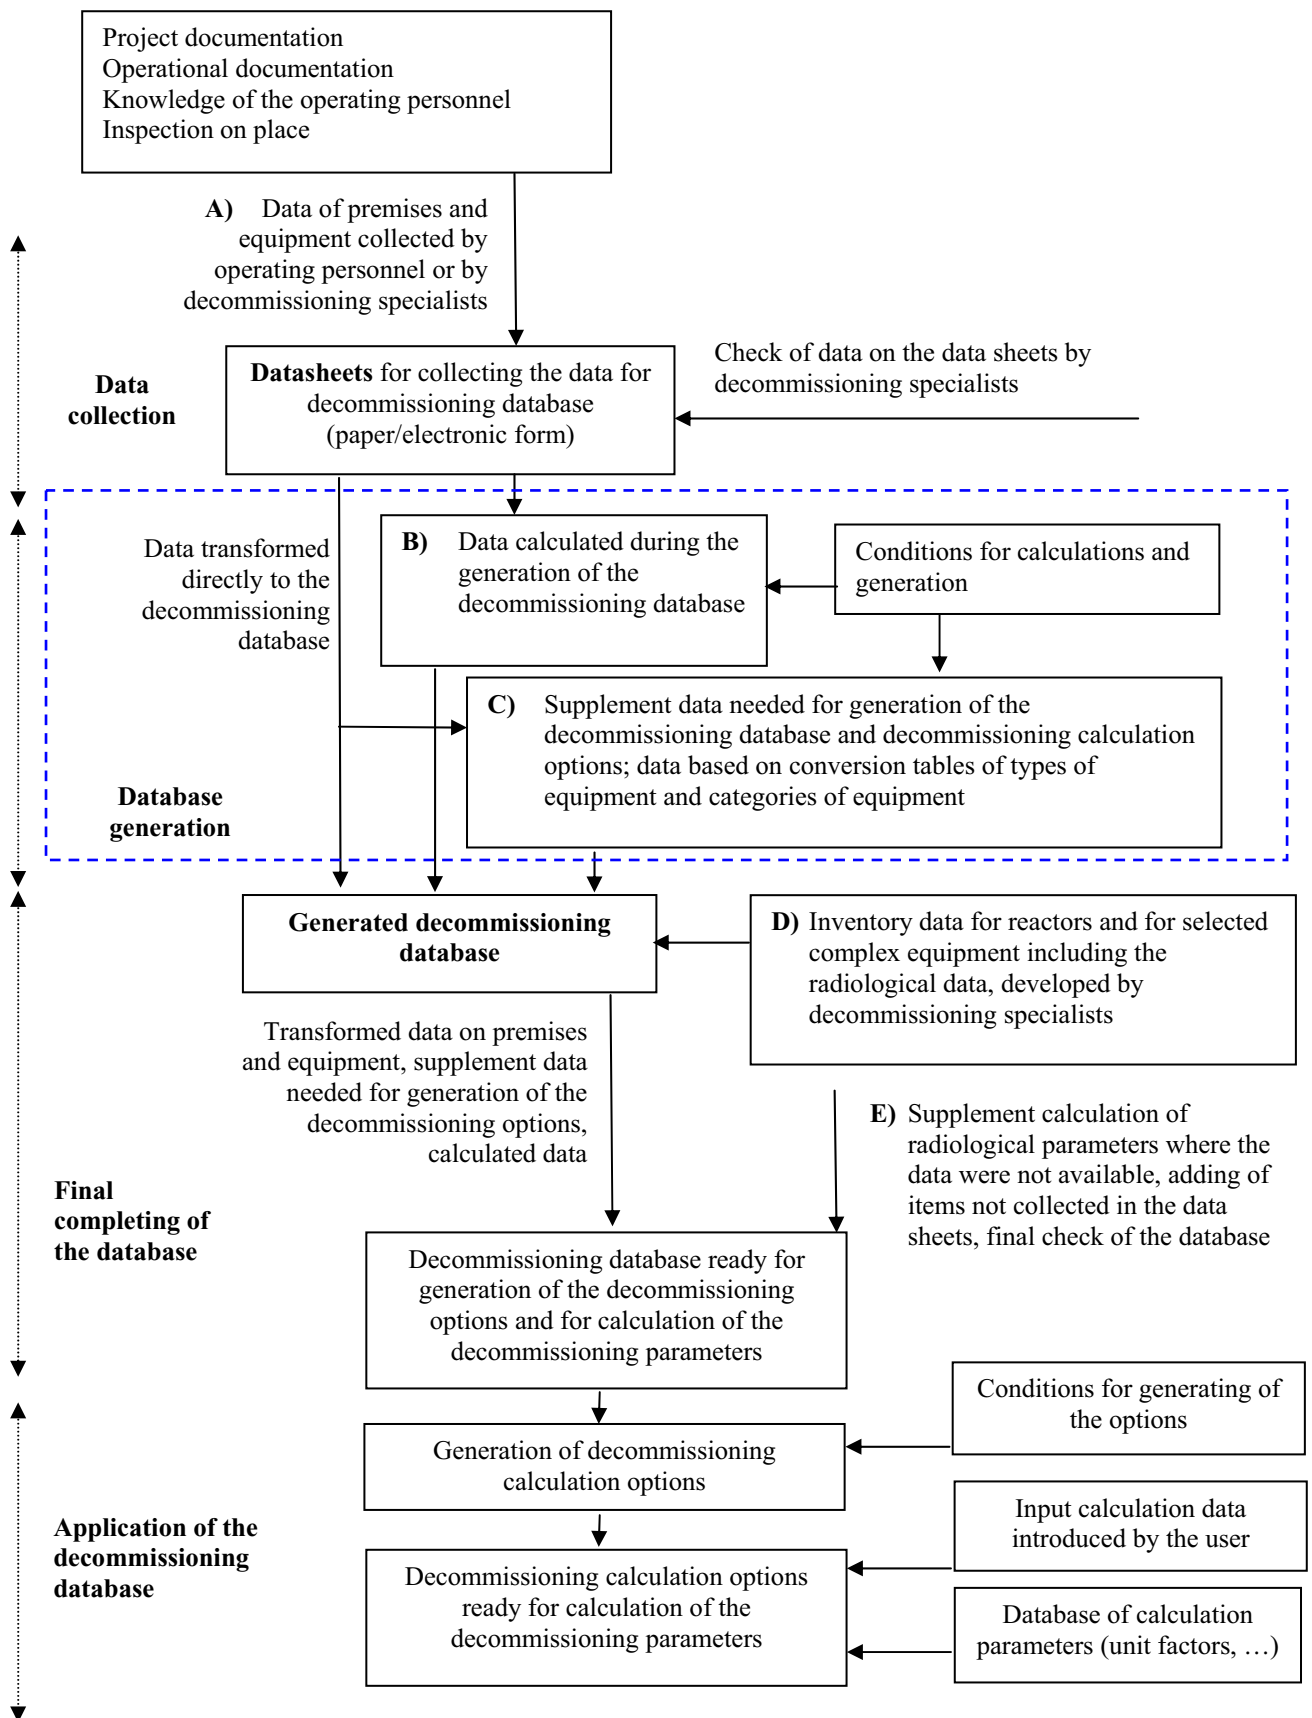 Project documentation
Operational documentation
Knowledge of the operating personnel
Inspection on place
A) Data of premises and
equipment collected by
operating personnel or by
decommissioning specialists
Data
collection
Datasheets for collecting the data for
decommissioning database
(paper/electronic form)
Check of data on the data sheets by
decommissioning specialists
Data transformed
directly to the
decommissioning
database
B) Data calculated during the
generation of the
decommissioning database
Conditions for calculations and
generation
C) Supplement data needed for generation of the
decommissioning database and decommissioning calculation
options; data based on conversion tables of types of
equipment and categories of equipment
Database
generation
Generated decommissioning
database
D) Inventory data for reactors and for selected
complex equipment including the
radiological data, developed by
decommissioning specialists
Transformed data on premises
and equipment, supplement data
needed for generation of the
decommissioning options,
calculated data
E) Supplement calculation of
radiological parameters where the
data were not available, adding of
items not collected in the data
sheets, final check of the database
Final
completing of
the database
Decommissioning database ready for
generation of the decommissioning
options and for calculation of the
decommissioning parameters
Conditions for generating of
the options
Generation of decommissioning
calculation options
Input calculation data
introduced by the user
Application of the
decommissioning
database
Decommissioning calculation options
ready for calculation of the
decommissioning parameters
Database of calculation
parameters (unit factors, …)